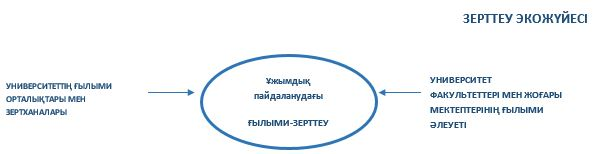 ЗЕРТТЕУ ЭКОЖҮЙЕСІ
УНИВЕРСИТЕТТІҢ ҒЫЛЫМИ
ОРТАЛЫҚТАРЫ МЕН
ЗЕРТХАНАЛАРЫ
Ұжымдық
пайдаланудағы
ҒЫЛЫМИ-ЗЕРТТЕУ
УНИВЕРСИТЕТ
ФАКУЛЬТЕТТЕРІ МЕН ЖОҒАРЫ
МЕКТЕПТЕРІНІҢ ҒЫЛЫМИ
ӘЛЕУЕТІ